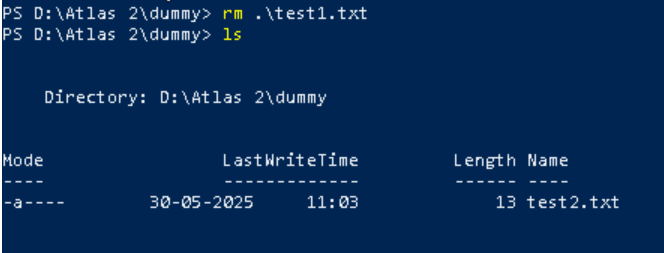 PS D:\Atlas 2\dummy> rm .\test1.txt
PS D:\Atlas 2\dummy> ls
Directory: D:\Atlas 2\dummy
Mode LastWriteTime Length Name
---- ------------- ------ ----
-a---- 30-05-2025 11:03 13 test2.txt